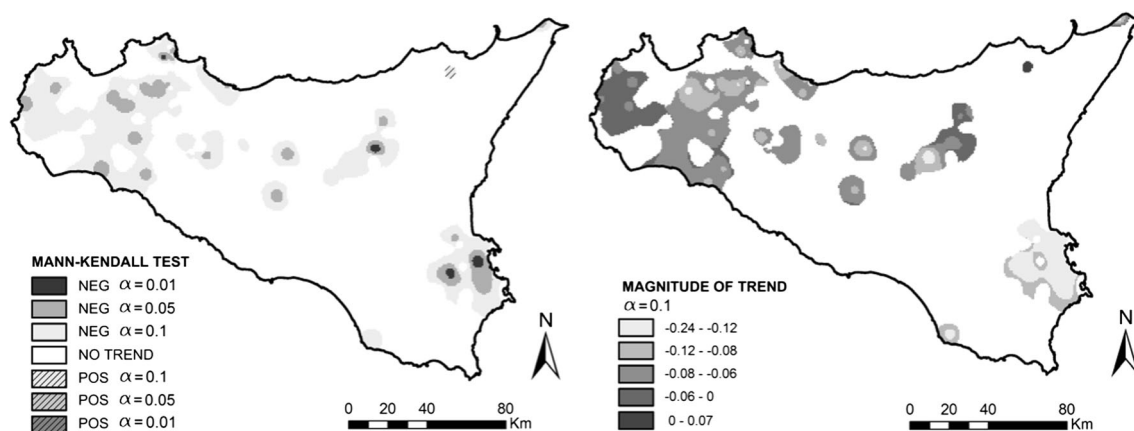 MANN-KENDALL TEST
NEG α = 0.01
NEG α = 0.05
NEG α = 0.1
NO TREND
POS α = 0.1
POS α = 0.05
POS α = 0.01
N
0 20 40 80
Km
MAGNITUDE OF TREND
α = 0.1
-0.24 - -0.12
-0.12 - -0.08
-0.08 - -0.06
-0.06 - 0
0 - 0.07
N
0 20 40 80
Km